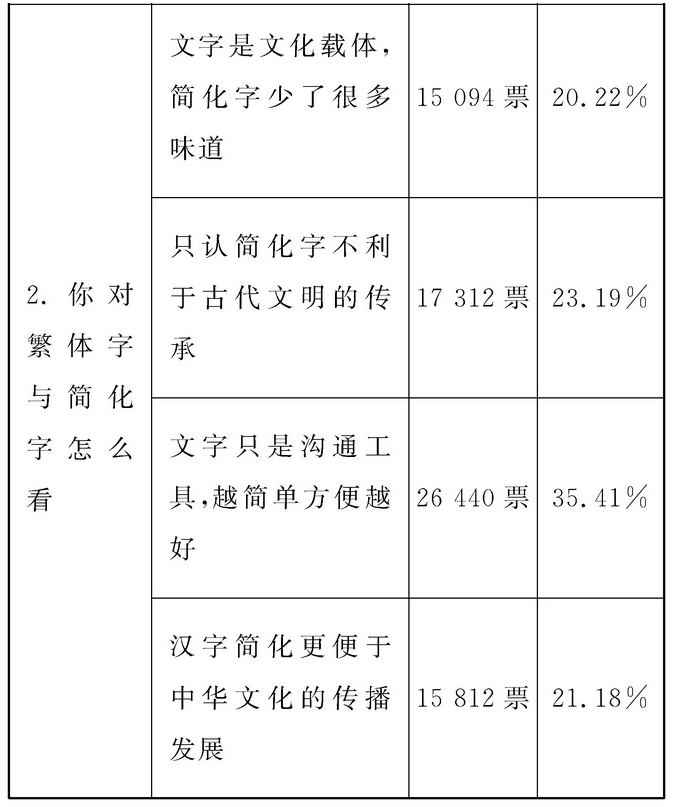 2. 你对
繁体字
与简化
字怎么
看
文字是文化载体，
简化字少了很多
味道
15 094 票
20.22%
只认简化字不利
于古代文明的传
承
17 312 票
23.19%
文字只是沟通工
具，越简单方便越
好
26 440 票
35.41%
汉字简化更便于
中华文化的传播
发展
15 812 票
21.18%